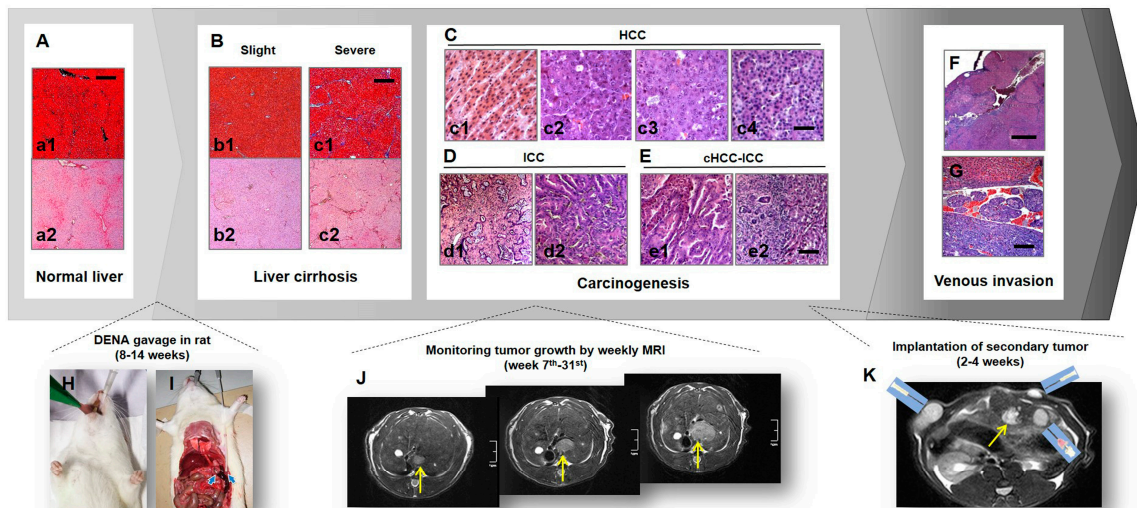 A
B
Slight
Severe
C
HCC
F
a1
b1
c1
c1
c2
c3
c4
D
ICC
E
cHCC-ICC
G
a2
b2
c2
d1
d2
e1
e2
Normal liver
Liver cirrhosis
Carcinogenesis
Venous invasion
DENA gavage in rat
(8-14 weeks)
Monitoring tumor growth by weekly MRI
(week 7th-31st)
Implantation of secondary tumor
(2-4 weeks)
H
I
J
K